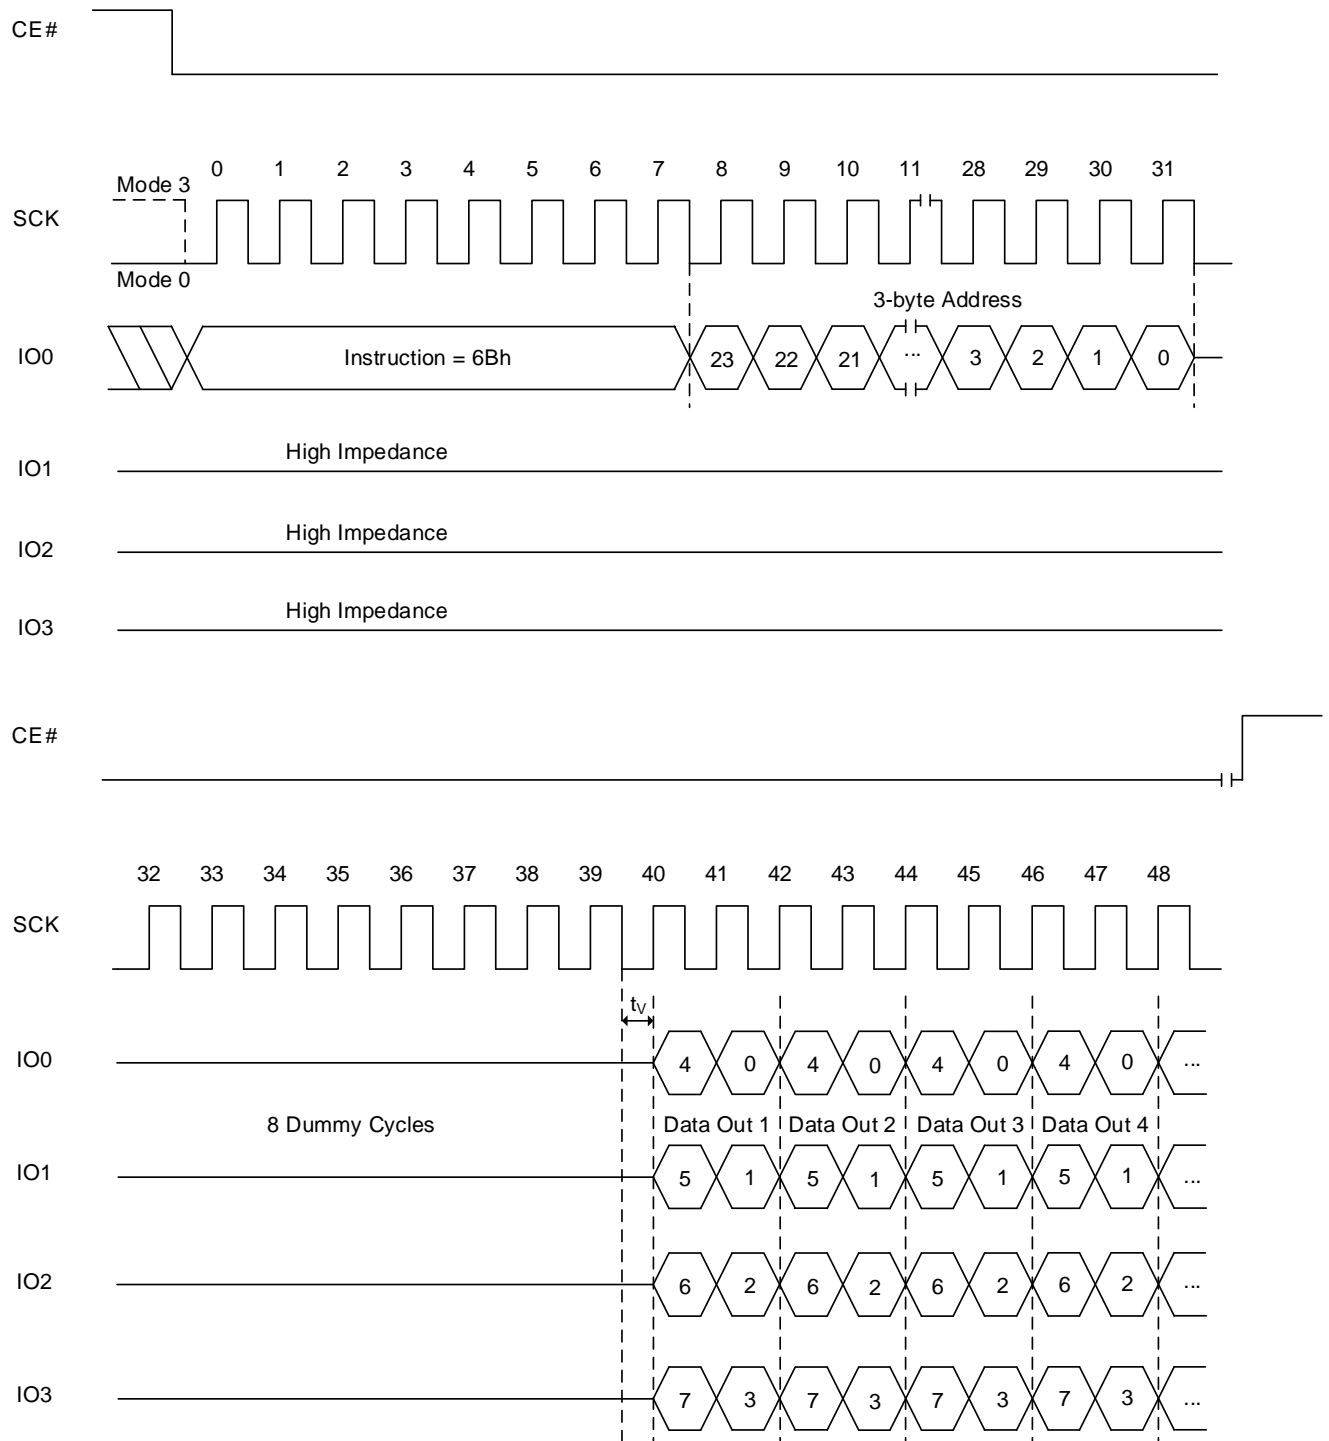 CE#
0 1 2 3 4 5 6 7 8 9 10 11 28 29 30 31
Mode 3
SCK
Mode 0
3-byte Address
IO0 Instruction = 6Bh 23 22 21 ... 3 2 1 0
High Impedance
IO1
High Impedance
IO2
High Impedance
IO3
CE#
32 33 34 35 36 37 38 39 40 41 42 43 44 45 46 47 48
SCK
tV
IO0 4 0 4 0 4 0 4 0 ...
8 Dummy Cycles Data Out 1 Data Out 2 Data Out 3 Data Out 4
IO1 5 1 5 1 5 1 5 1 ...
IO2 6 2 6 2 6 2 6 2 ...
IO3 7 3 7 3 7 3 7 3 ...